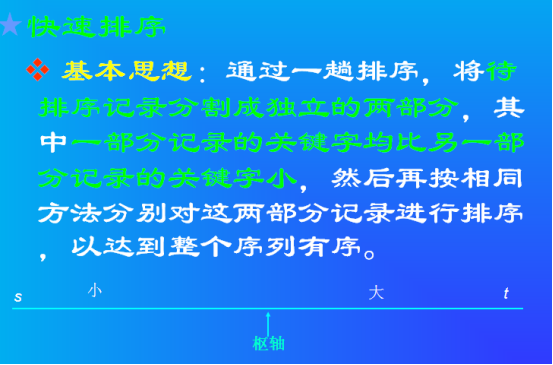 快速排序
基本思想：通过一趟排序，将待
排序记录分割成独立的两部分，其
中一部分记录的关键字均比另一部
分记录的关键字小，然后再按相同
方法分别对这两部分记录进行排序
，以达到整个序列有序。
s 小 大 t
枢轴